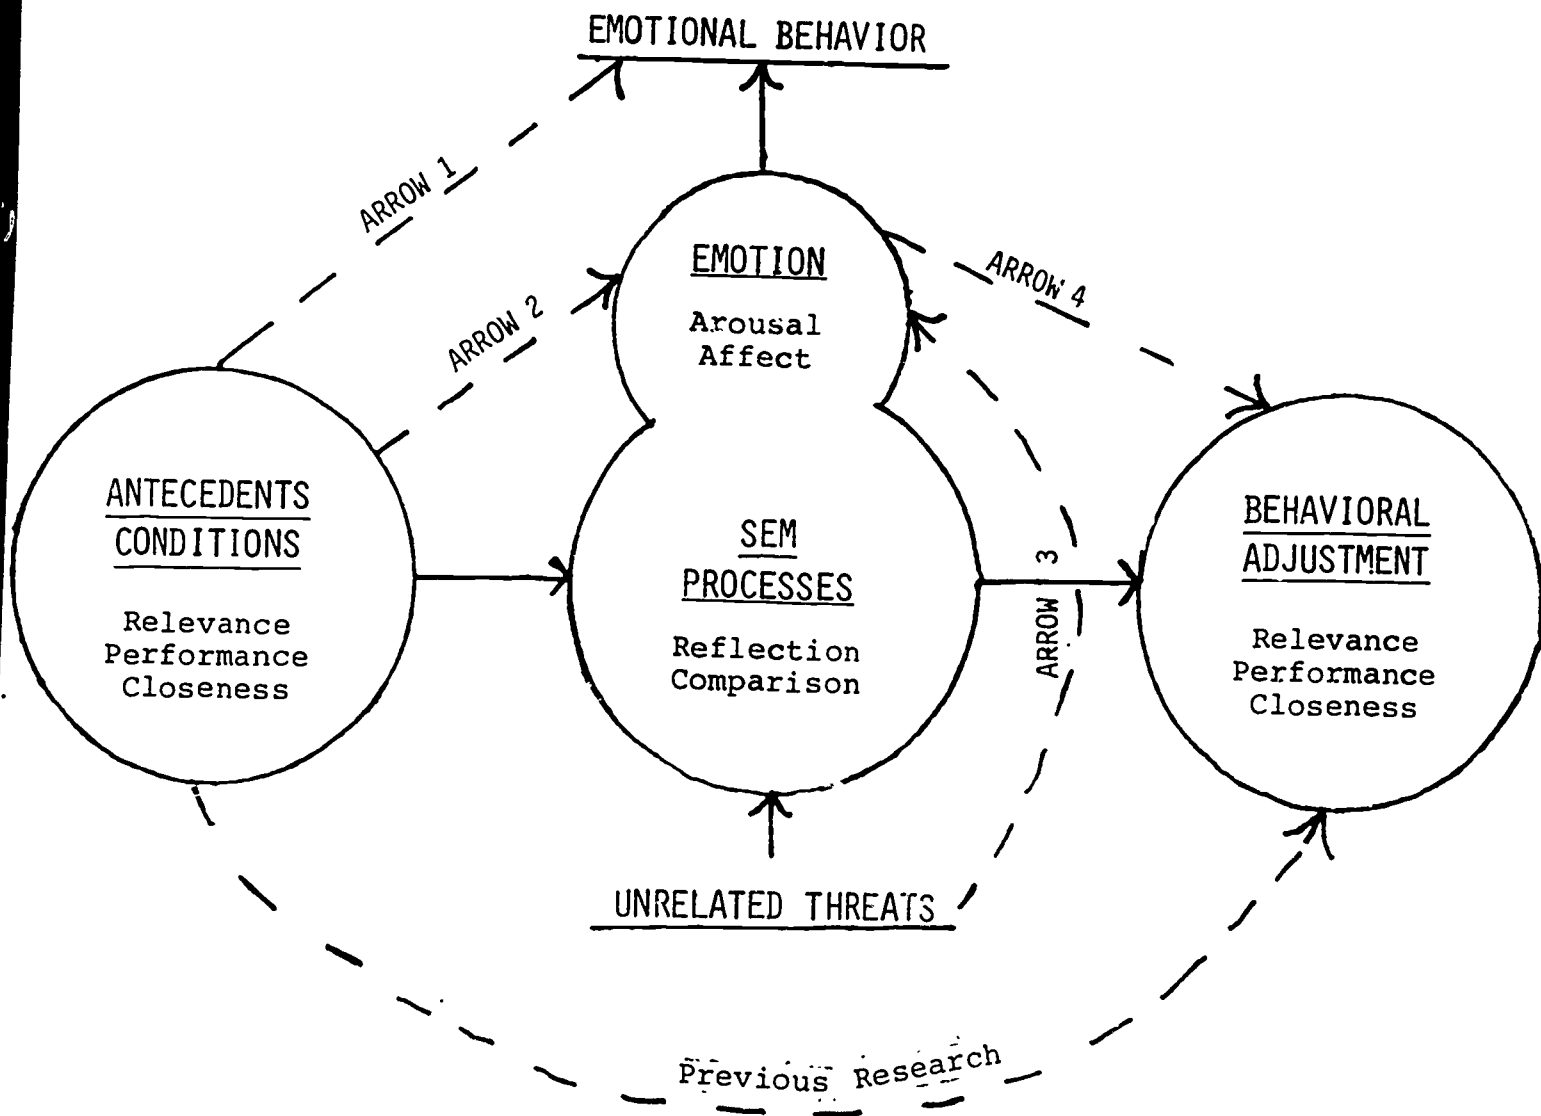 EMOTIONAL BEHAVIOR
ARROW 1
ARROW 2
EMOTION
Arousal
Affect
ARROW 4
ANTECEDENTS
CONDITIONS
Relevance
Performance
Closeness
SEM
PROCESSES
Reflection
Comparison
ARROW 3
BEHAVIORAL
ADJUSTMENT
Relevance
Performance
Closeness
UNRELATED THREATS
Previous Research